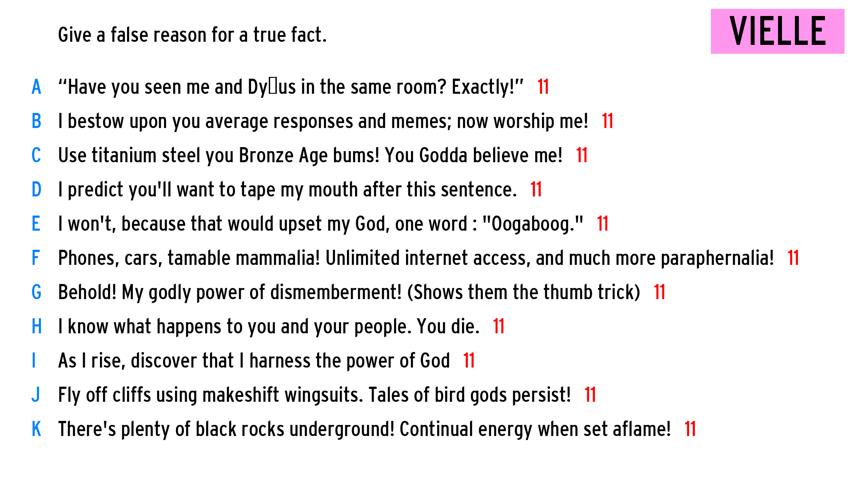 Give a false reason for a true fact.
VIELLE
A “Have you seen me and Dy▯us in the same room? Exactly!” 11
B I bestow upon you average responses and memes; now worship me! 11
C Use titanium steel you Bronze Age bums! You Godda believe me! 11
D I predict you'll want to tape my mouth after this sentence. 11
E I won't, because that would upset my God, one word : "Oogaboog." 11
F Phones, cars, tamable mammalia! Unlimited internet access, and much more paraphernalia! 11
G Behold! My godly power of dismemberment! (Shows them the thumb trick) 11
H I know what happens to you and your people. You die. 11
I As I rise, discover that I harness the power of God 11
J Fly off cliffs using makeshift wingsuits. Tales of bird gods persist! 11
K There's plenty of black rocks underground! Continual energy when set aflame! 11